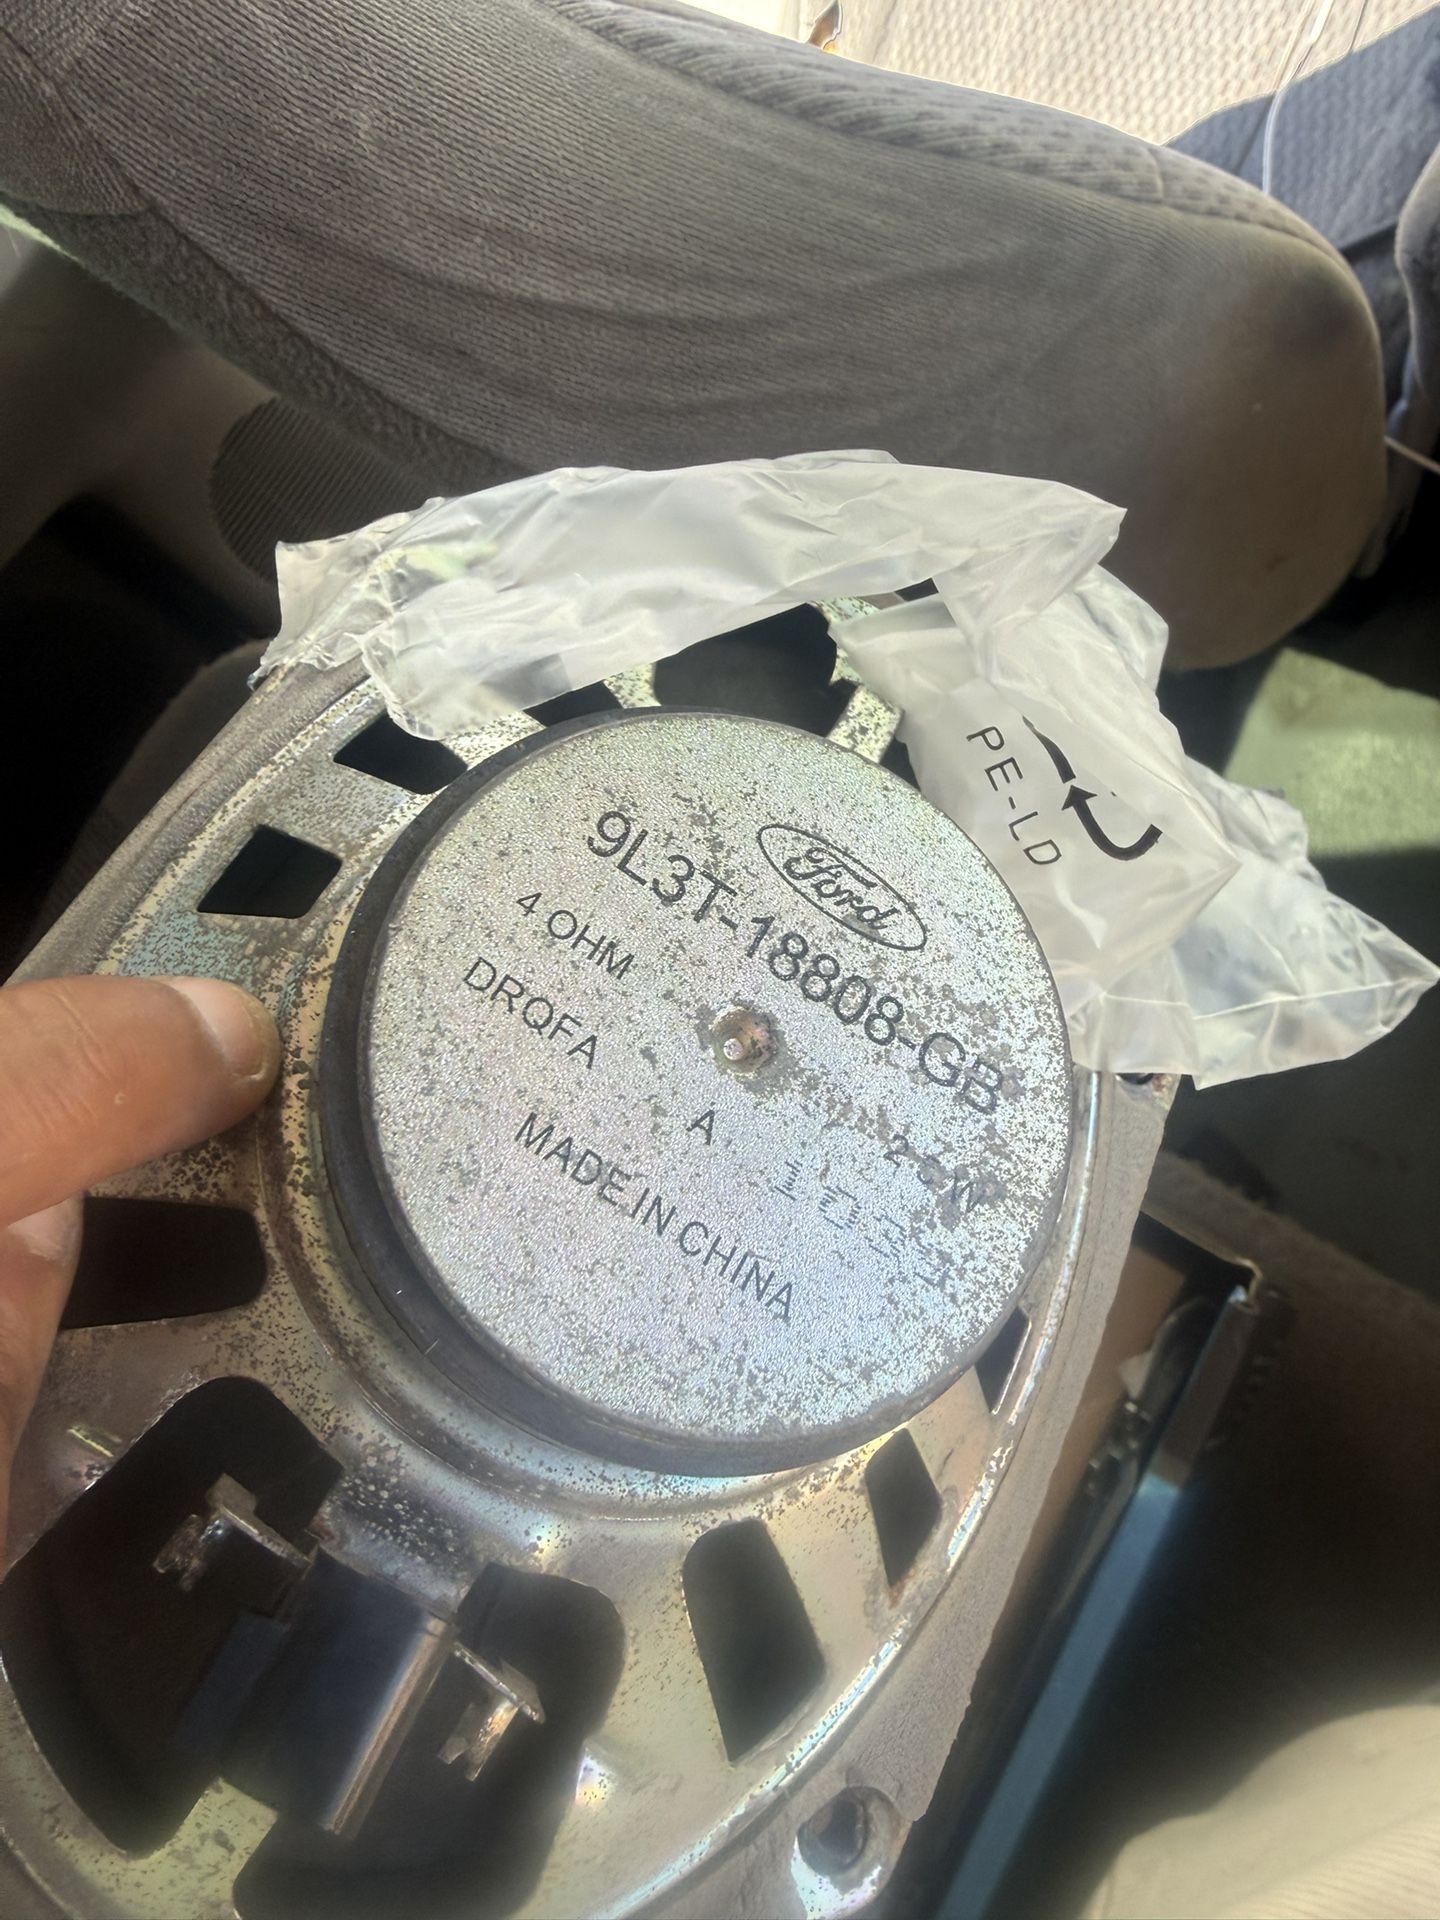 Ford
9L3T-18808-GB
4 OHM
DRQFA
A
MADE IN CHINA
PE-LD